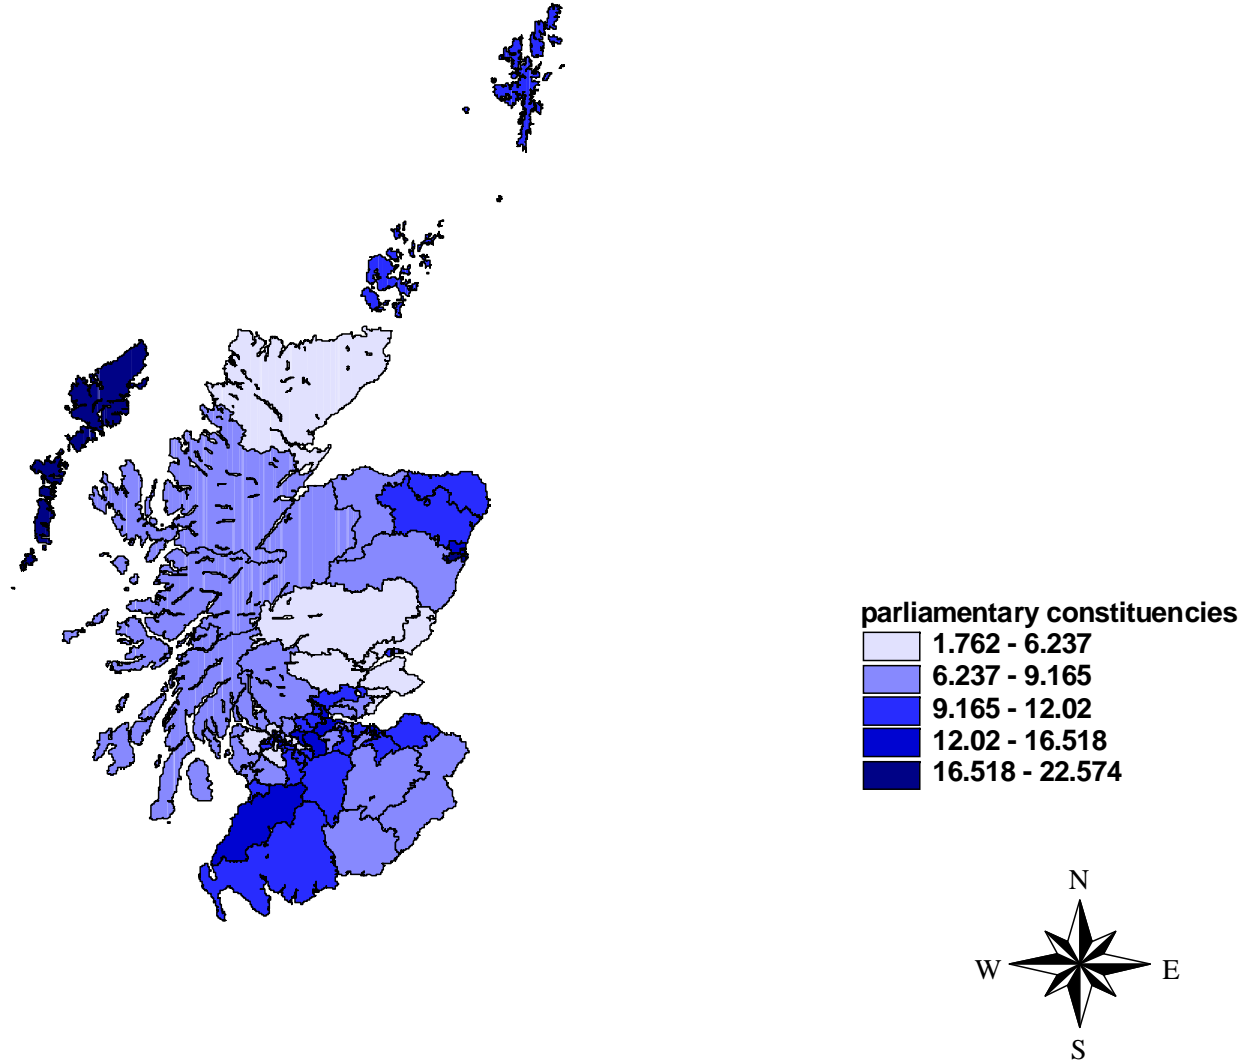 parliamentary constituencies
1.762 - 6.237
6.237 - 9.165
9.165 - 12.02
12.02 - 16.518
16.518 - 22.574
N
W E
S